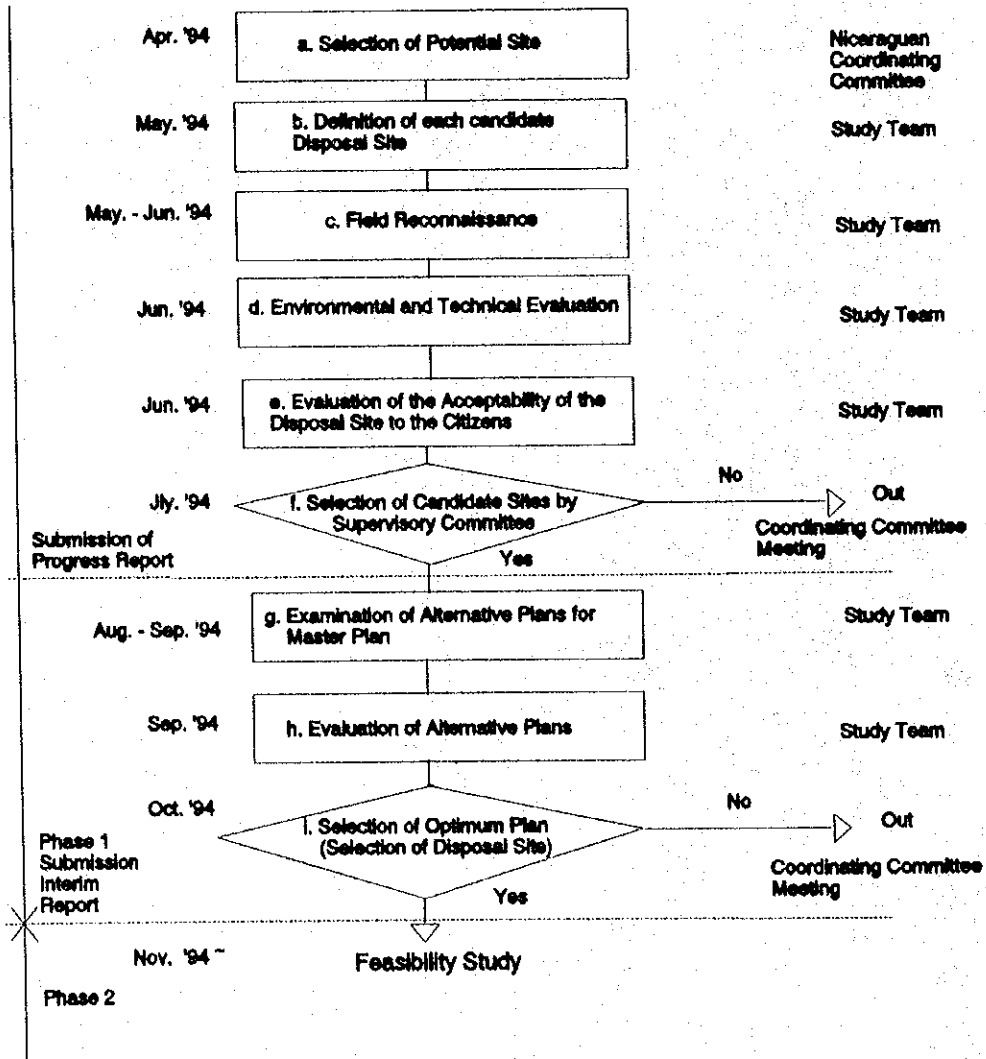 Apr. '94
a. Selection of Potential Site
Nicaraguan
Coordinating
Committee
May. '94
b. Definition of each candidate
Disposal Site
Study Team
May. - Jun. '94
c. Field Reconnaissance
Study Team
Jun. '94
d. Environmental and Technical Evaluation
Study Team
Jun. '94
e. Evaluation of the Acceptability of the
Disposal Site to the Citizens
Study Team
No
Jly. '94
f. Selection of Candidate Sites by
Supervisory Committee
Out
Coordinating Committee
Meeting
Submission of
Progress Report
Yes
Aug. - Sep. '94
g. Examination of Alternative Plans for
Master Plan
Study Team
Sep. '94
h. Evaluation of Alternative Plans
Study Team
Oct. '94
No
i. Selection of Optimum Plan
(Selection of Disposal Site)
Out
Coordinating Committee
Meeting
Phase 1
Submission
Interim
Report
Yes
Nov. '94 ~
Feasibility Study
Phase 2